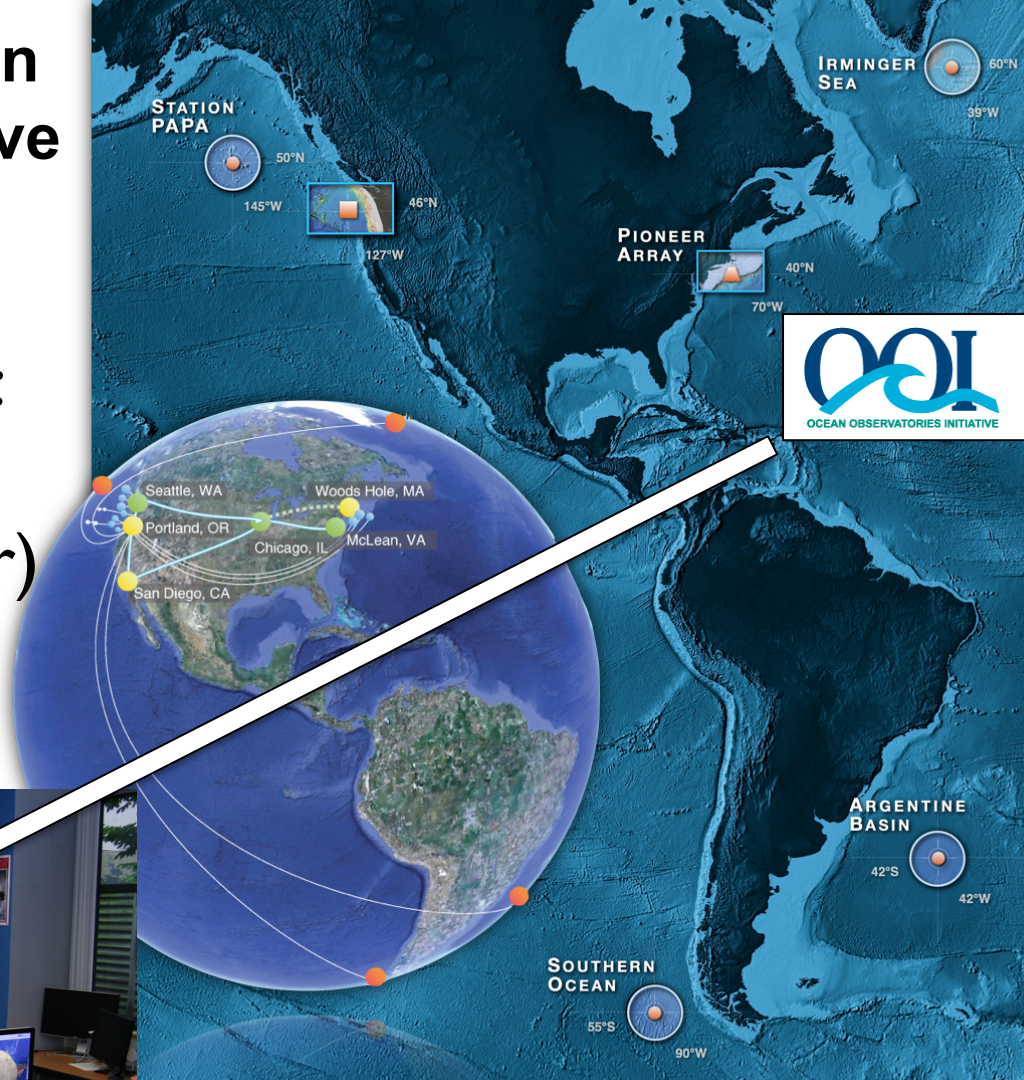 n
ve
:
r)
STATION
PAPA
50°N
145°W
46°N
127°W
IRMINGER
SEA
60°N
39°W
PIONEER
ARRAY
40°N
70°W
OOI
OCEAN OBSERVATORIES INITIATIVE
Seattle, WA
Woods Hole, MA
Portland, OR
McLean, VA
Chicago, IL
San Diego, CA
ARGENTINE
BASIN
42°S
42°W
SOUTHERN
OCEAN
55°S
90°W